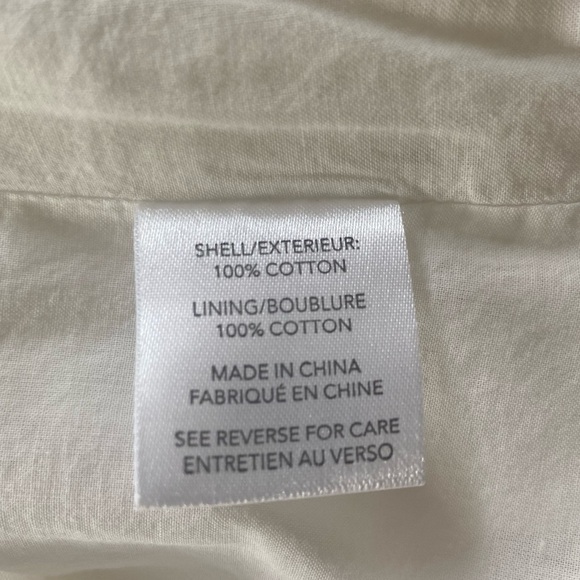 SHELL/EXTERIEUR:
100% COTTON
LINING/BOUBLURE
100% COTTON
MADE IN CHINA
FABRIQUÉ EN CHINE
SEE REVERSE FOR CARE
ENTRETIEN AU VERSO